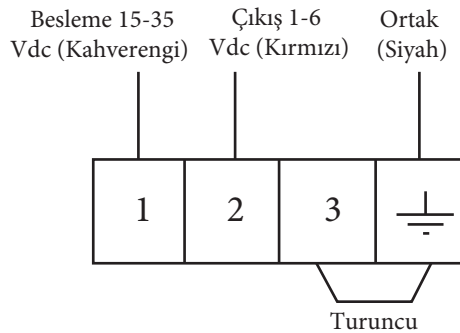 Besleme 15-35
Vdc (Kahverengi)
Çıkış 1-6
Vdc (Kırmızı)
Ortak
(Siyah)
1 2 3
Turuncu